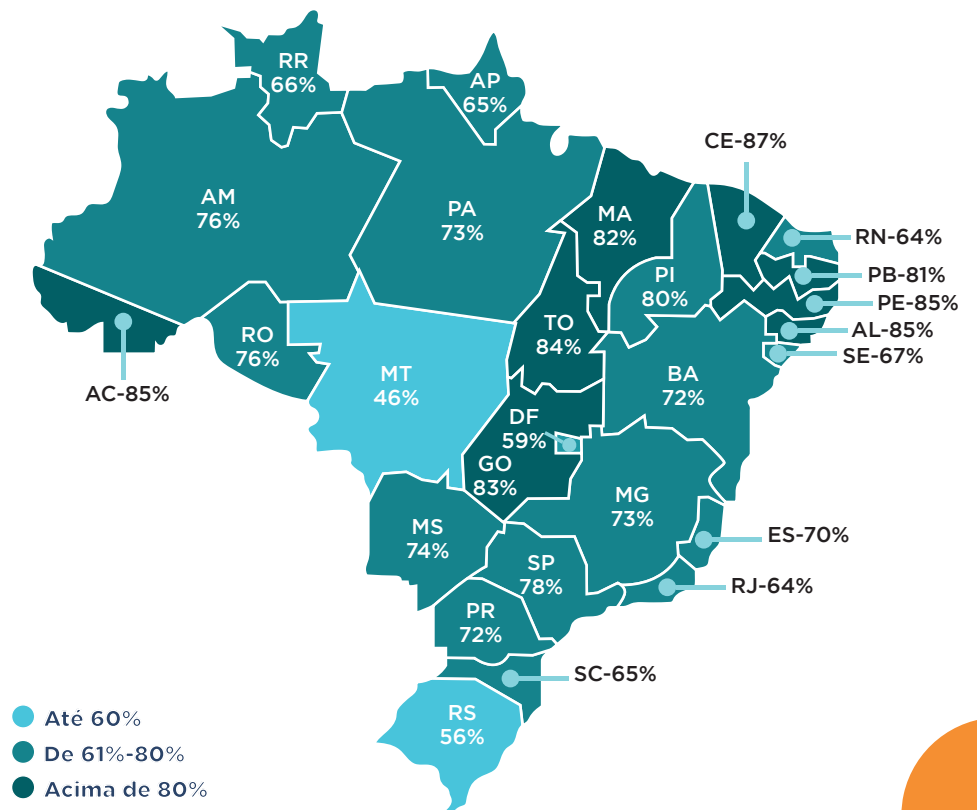 RR
66%
AP
65%
CE-87%
AM
76%
PA
73%
MA
82%
RN-64%
PI
80%
PB-81%
PE-85%
TO
84%
AL-85%
RO
76%
SE-67%
MT
46%
BA
72%
AC-85%
DF
59%
GO
83%
MG
73%
MS
74%
ES-70%
SP
78%
RJ-64%
PR
72%
SC-65%
RS
56%
Até 60%
De 61%-80%
Acima de 80%